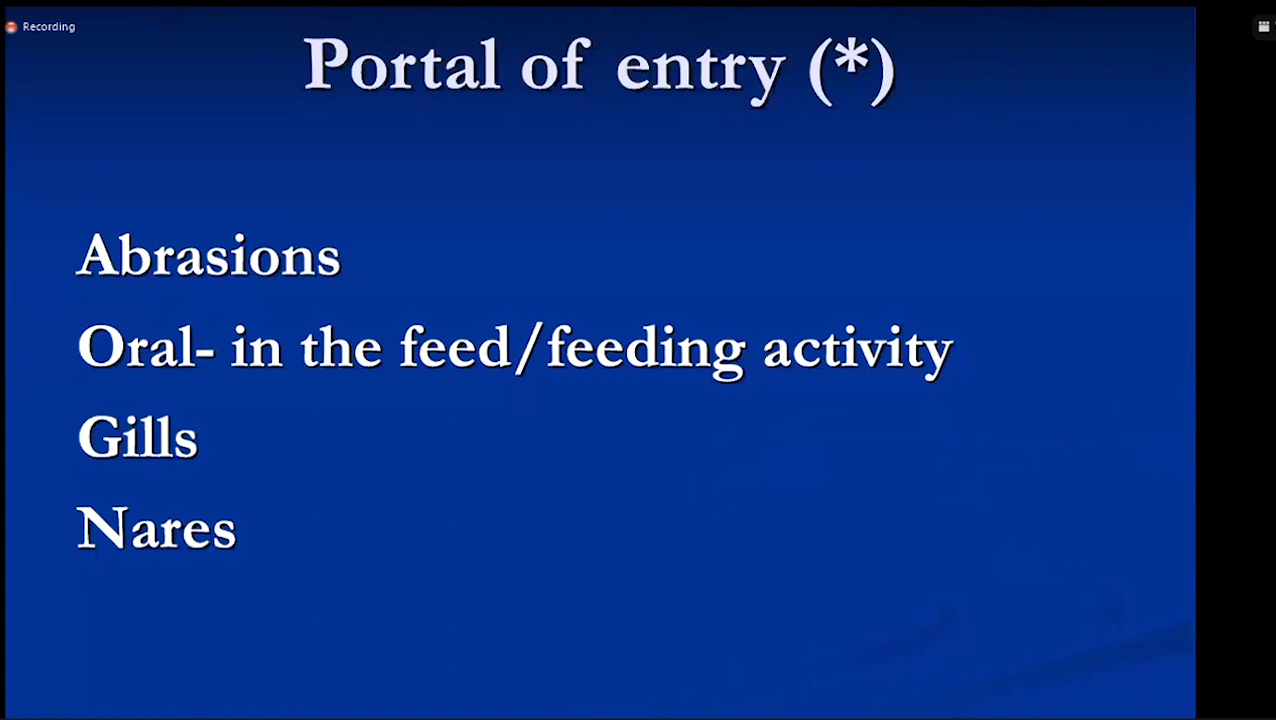 Recording
Portal of entry (*)
Abrasions
Oral- in the feed/feeding activity
Gills
Nares